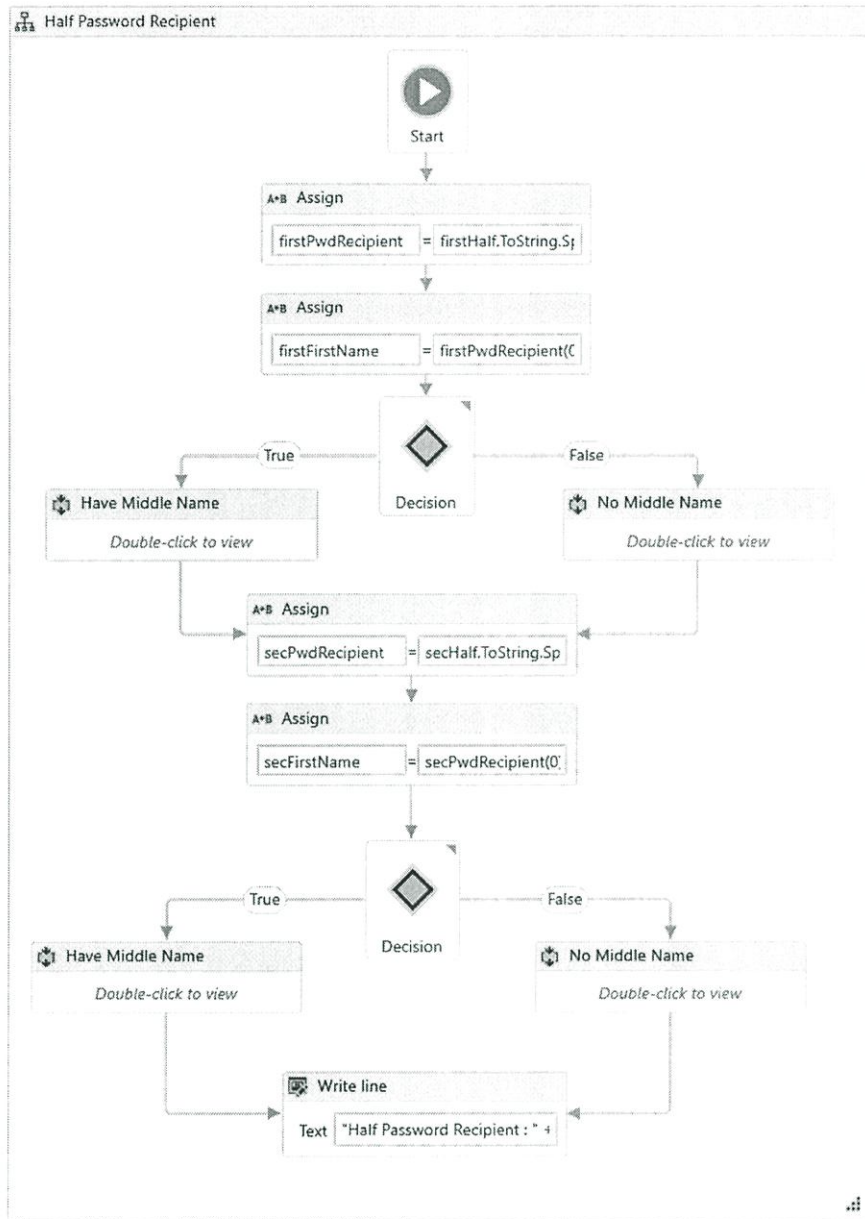 Half Password Recipient
Start
A+B Assign
firstPwdRecipient = firstHalf.ToString.Sp
A+B Assign
firstFirstName = firstPwdRecipient(0
True
False
Decision
Have Middle Name
Double-click to view
No Middle Name
Double-click to view
A+B Assign
secPwdRecipient = secHalf.ToString.Sp
A+B Assign
secFirstName = secPwdRecipient(0)
True
False
Decision
Have Middle Name
Double-click to view
No Middle Name
Double-click to view
Write line
Text "Half Password Recipient : " +